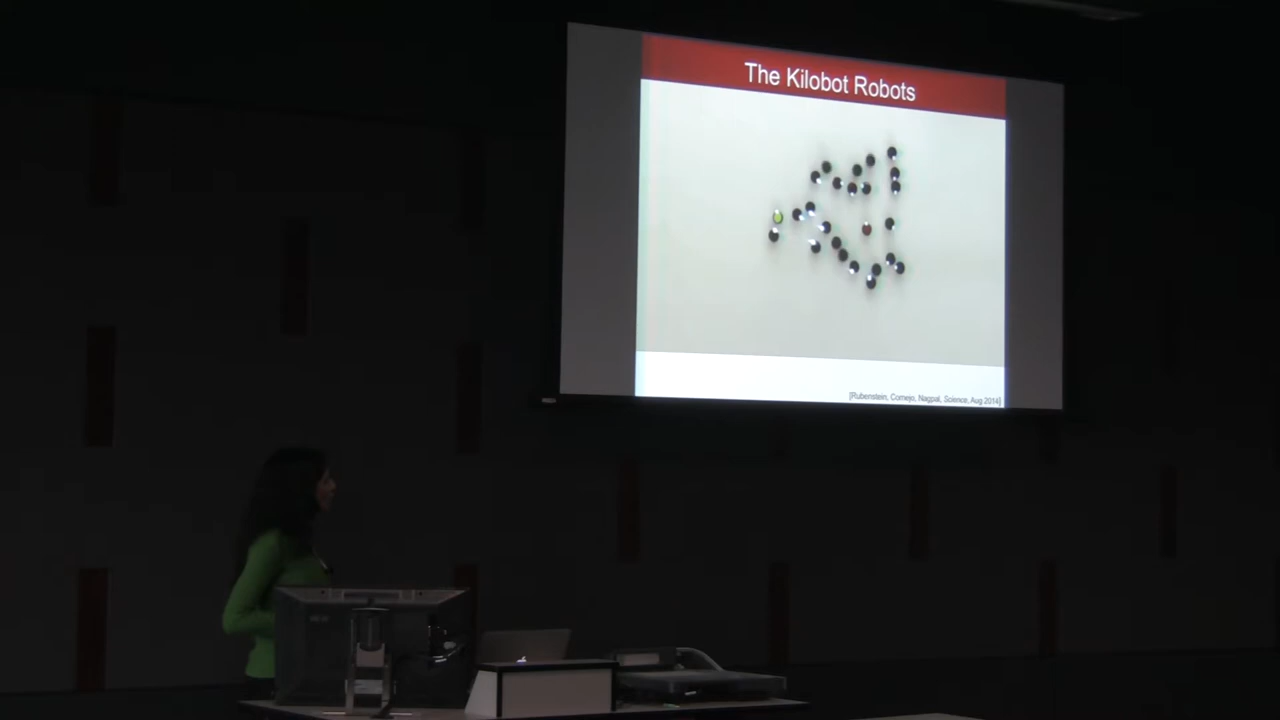 The Kilobot Robots
[Rubenstein, Cornejo, Nagpal, Science, Aug 2014]